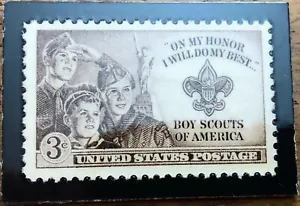 "ON MY HONOR
I WILL DO MY BEST..."
BOY SCOUTS
OF AMERICA
3¢
UNITED STATES POSTAGE